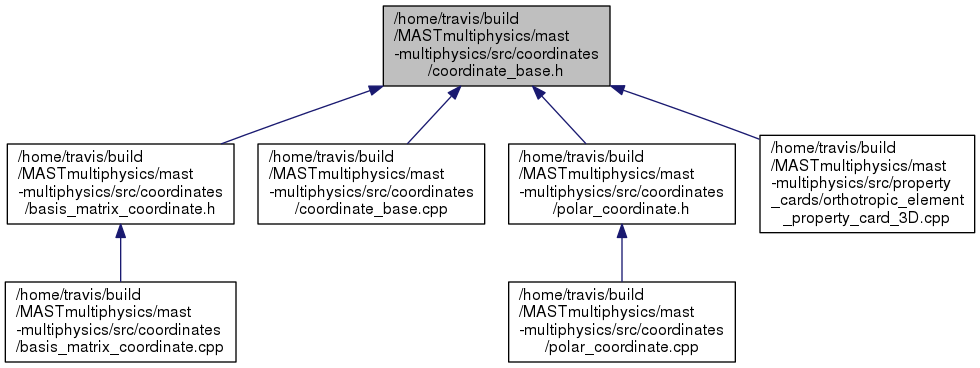 /home/travis/build
/MASTmultiphysics/mast
-multiphysics/src/coordinates
/coordinate_base.h
/home/travis/build
/MASTmultiphysics/mast
-multiphysics/src/coordinates
/basis_matrix_coordinate.h
/home/travis/build
/MASTmultiphysics/mast
-multiphysics/src/coordinates
/coordinate_base.cpp
/home/travis/build
/MASTmultiphysics/mast
-multiphysics/src/coordinates
/polar_coordinate.h
/home/travis/build
/MASTmultiphysics/mast
-multiphysics/src/property
_cards/orthotropic_element
_property_card_3D.cpp
/home/travis/build
/MASTmultiphysics/mast
-multiphysics/src/coordinates
/basis_matrix_coordinate.cpp
/home/travis/build
/MASTmultiphysics/mast
-multiphysics/src/coordinates
/polar_coordinate.cpp